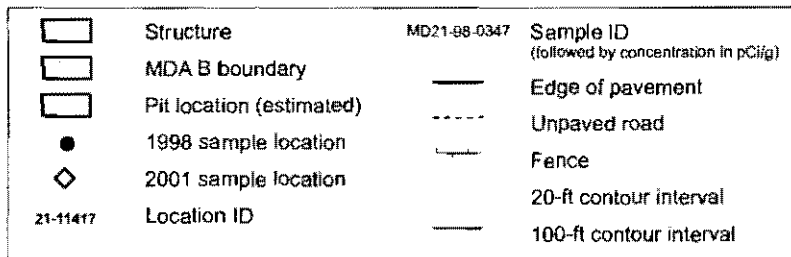 Structure
MDA B boundary
Pit location (estimated)
1998 sample location
2001 sample location
21-11417 Location ID
MD21-98-0347 Sample ID
(followed by concentration in pCi/g)
Edge of pavement
Unpaved road
Fence
20-ft contour interval
100-ft contour interval